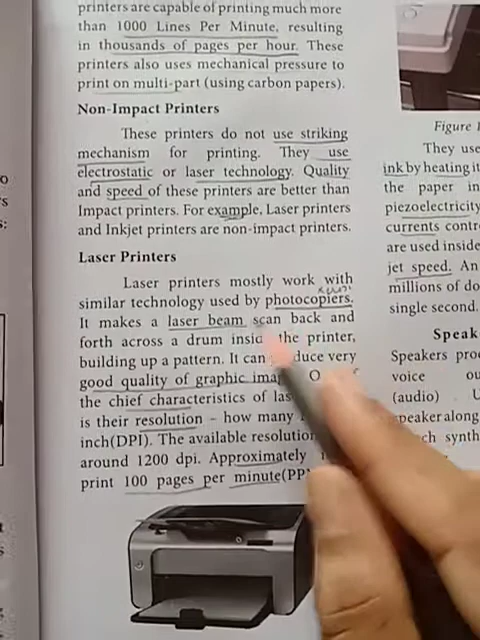 printers are capable of printing much more
than 1000 Lines Per Minute, resulting
in thousands of pages per hour. These
printers also uses mechanical pressure to
print on multi-part (using carbon papers).
Non-Impact Printers
These printers do not use striking
mechanism for printing. They use
electrostatic or laser technology. Quality
and speed of these printers are better than
Impact printers. For example, Laser printers
and Inkjet printers are non-impact printers.
Laser Printers
Laser printers mostly work with
similar technology used by photocopiers.
It makes a laser beam scan back and
forth across a drum the printer,
building up a pattern. It can very
good quality of graphic
the chief characteristics of
is their resolution – how many
inch(DPI). The available resolution
around 1200 dpi. Approximately
print 100 pages per minute(PP
Figure 1
They use
ink by heating it
the paper in
piezoelectricity
currents contr
are used inside
jet speed. An
millions of do
single second.
Speak
Speakers pro
voice ou
(audio). U
speaker along
synth